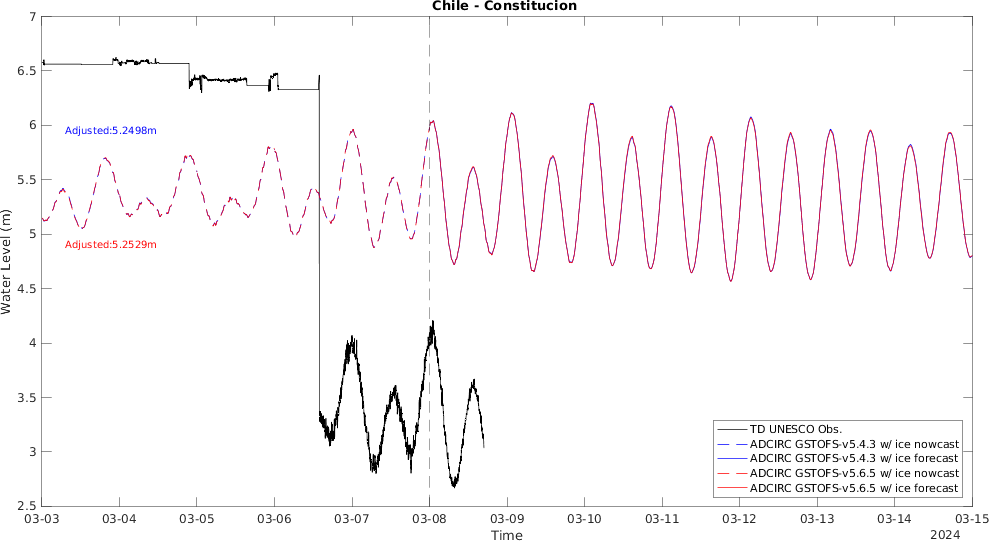 Chile - Constitucion
7
6.5
6
5.5
5
4.5
4
3.5
3
2.5
Water Level (m)
Adjusted:5.2498m
Adjusted:5.2529m
TD UNESCO Obs.
ADCIRC GSTOFS-v5.4.3 w/ ice nowcast
ADCIRC GSTOFS-v5.4.3 w/ ice forecast
ADCIRC GSTOFS-v5.6.5 w/ ice nowcast
ADCIRC GSTOFS-v5.6.5 w/ ice forecast
03-03 03-04 03-05 03-06 03-07 03-08 03-09 03-10 03-11 03-12 03-13 03-14 03-15
Time
2024